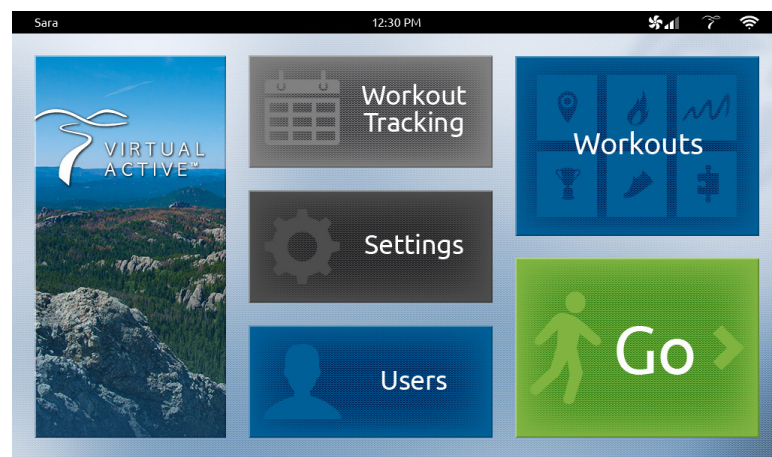 Sara
12:30 PM
VIRTUAL
ACTIVE™
Workout
Tracking
Settings
Users
Workouts
Go